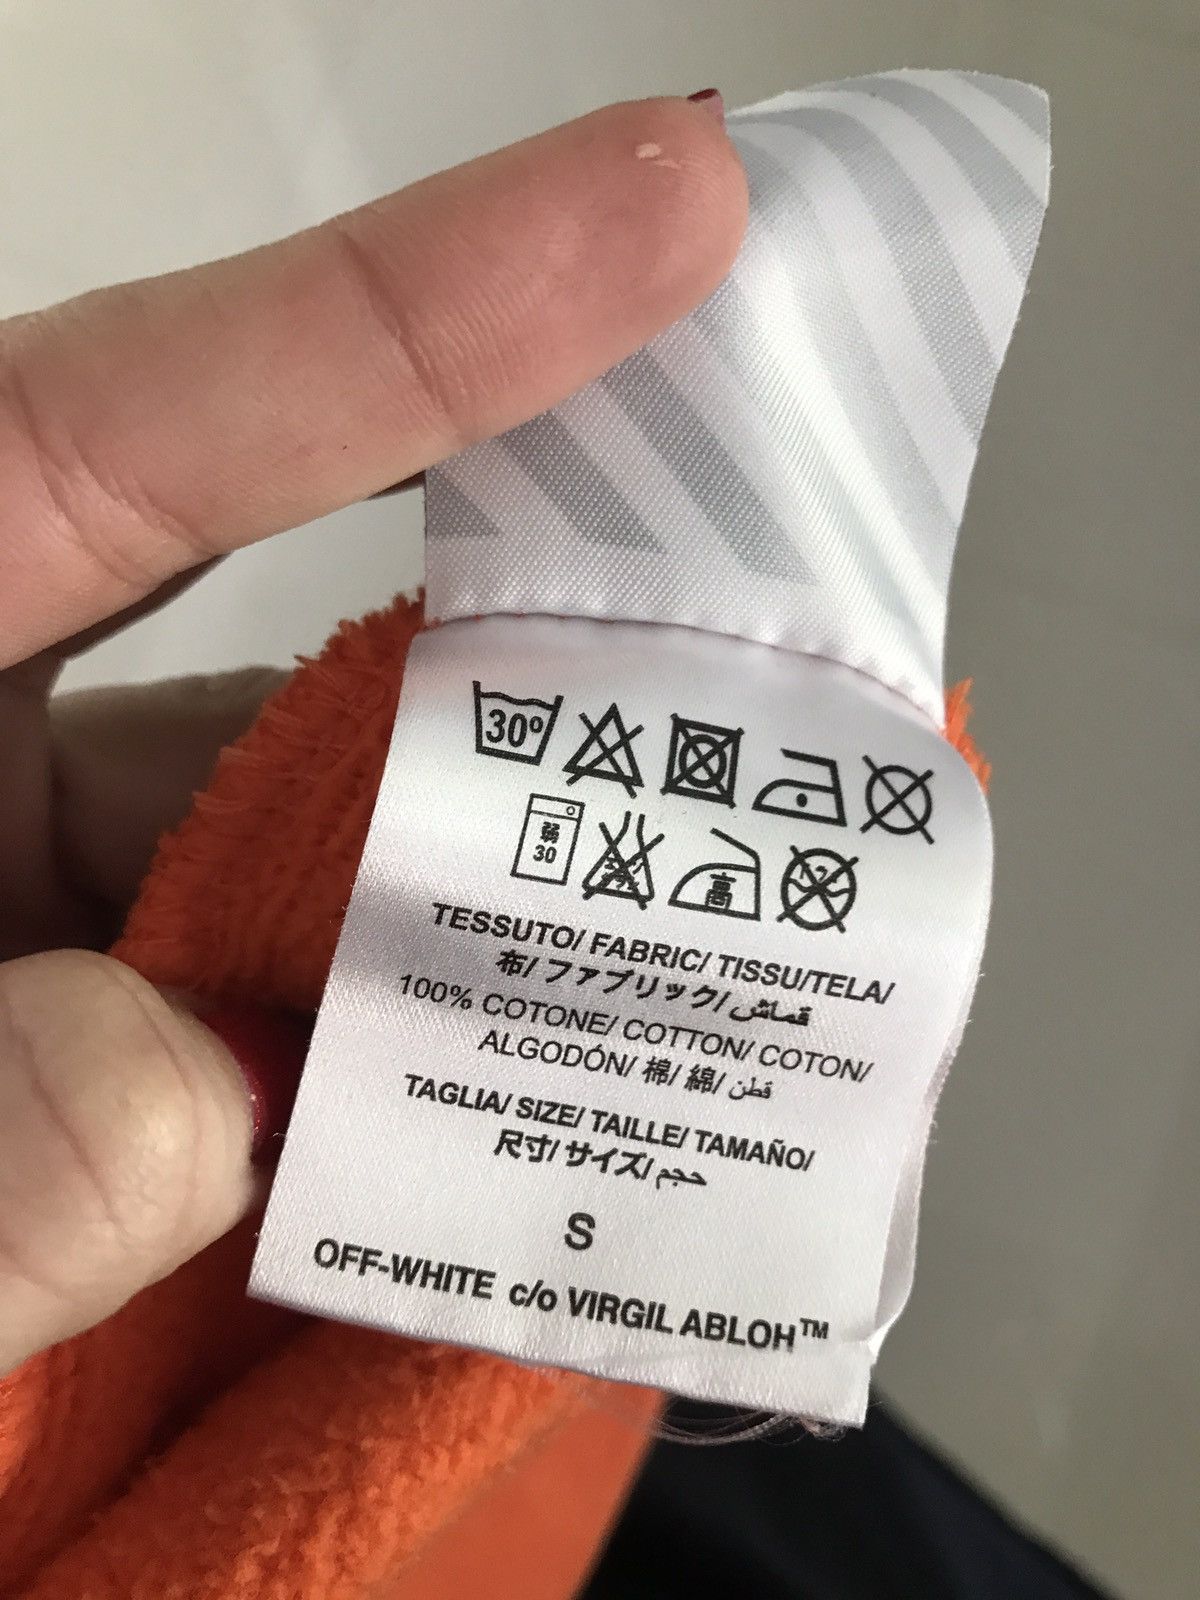 30º
弱
30
高
TESSUTO/ FABRIC/ TISSU/TELA/
布/ ファブリック/ قماش/
100% COTONE/ COTTON/ COTON/
ALGODÓN/ 棉/ 綿/ قطن
TAGLIA/ SIZE/ TAILLE/ TAMAÑO/
尺寸/ サイズ/ حجم
S
OFF-WHITE c/o VIRGIL ABLOH™